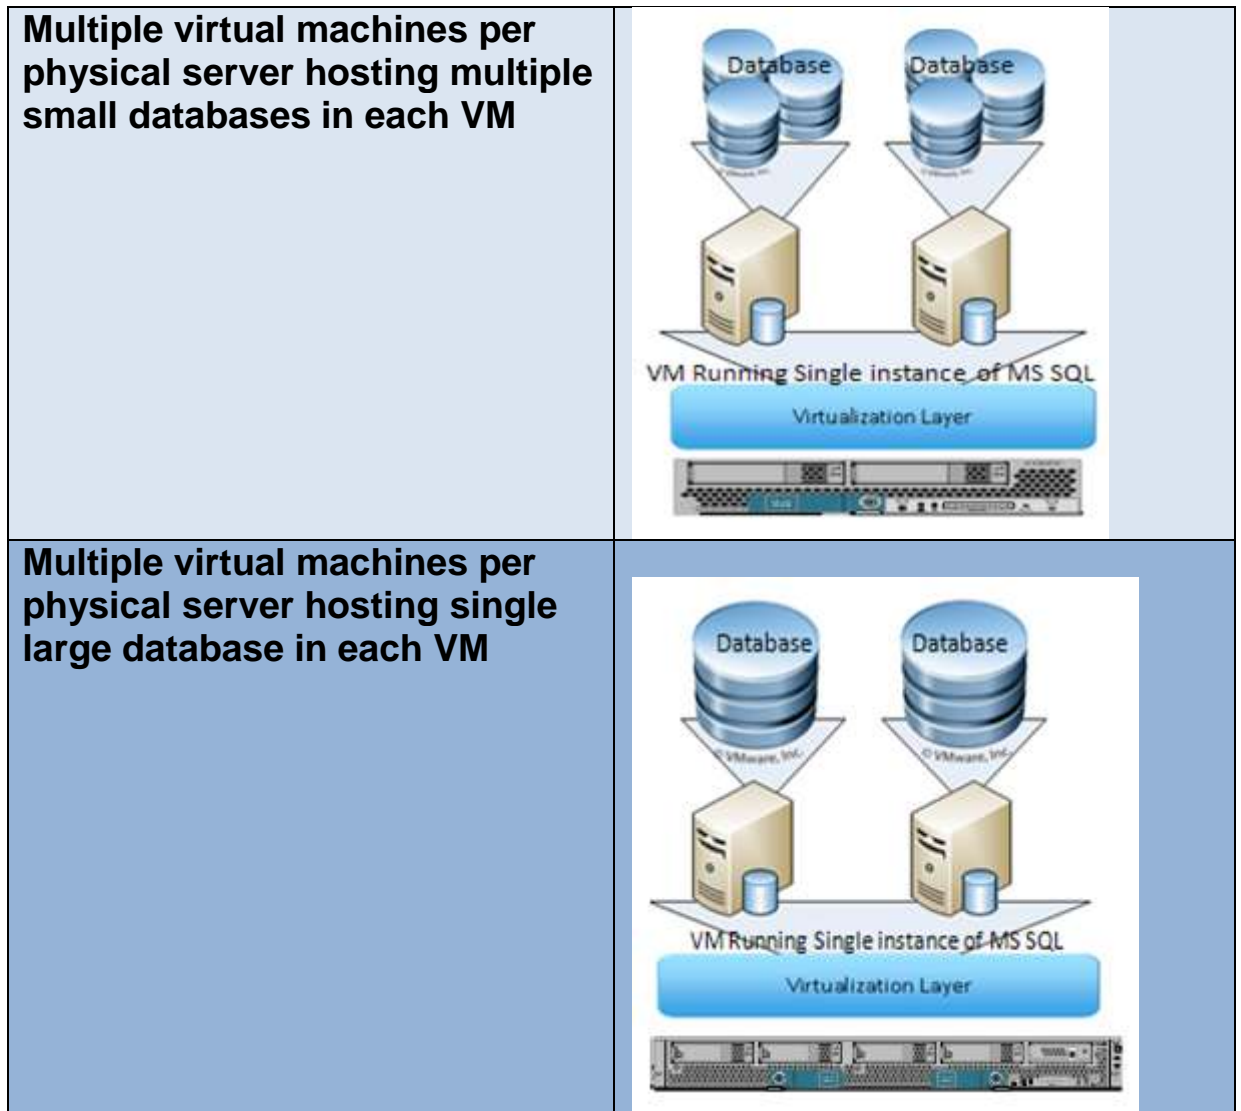 Multiple virtual machines per
physical server hosting multiple
small databases in each VM
Database
Database
VM Running Single instance of MS SQL
Virtualization Layer
Multiple virtual machines per
physical server hosting single
large database in each VM
Database
Database
© VMware, Inc.
© VMware, Inc.
VM Running Single instance of MS SQL
Virtualization Layer